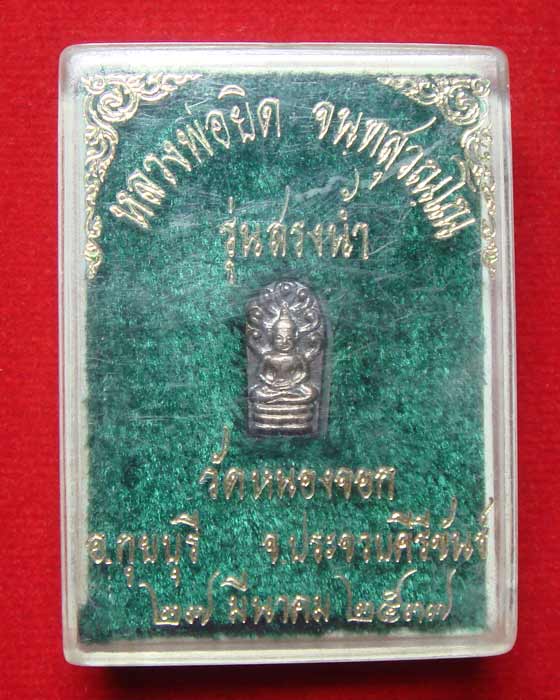 หลวงพ่อยิด จนฺทสุวณฺโณ
รุ่นสรงน้ำ
วัดหนองจอก
อ.กุยบุรี จ.ประจวบคีรีขันธ์
๒๗ มีนาคม ๒๕๓๗